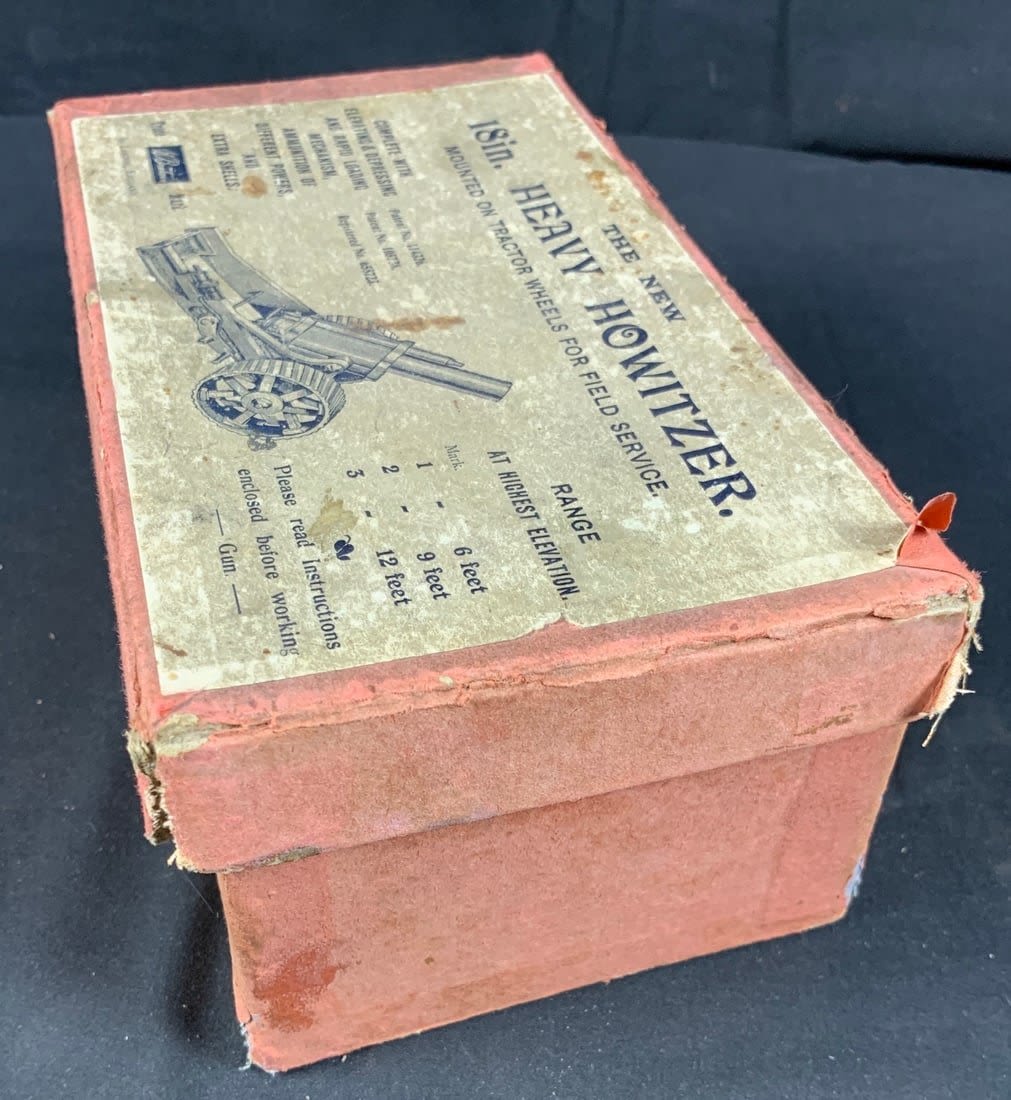 THE NEW
18in. HEAVY HOWITZER.
MOUNTED ON TRACTOR WHEELS FOR FIELD SERVICE.
COMPLETE WITH
ELEVATING & DEPRESSING
AND RAPID LOADING
MECHANISM,
AMMUNITION OF
DIFFERENT POWERS,
AND
EXTRA SHELLS.
RANGE
AT HIGHEST ELEVATION.
Mark.
1 - 6 feet
2 - 9 feet
3 - 12 feet
Please read Instructions
enclosed before working
— Gun. —